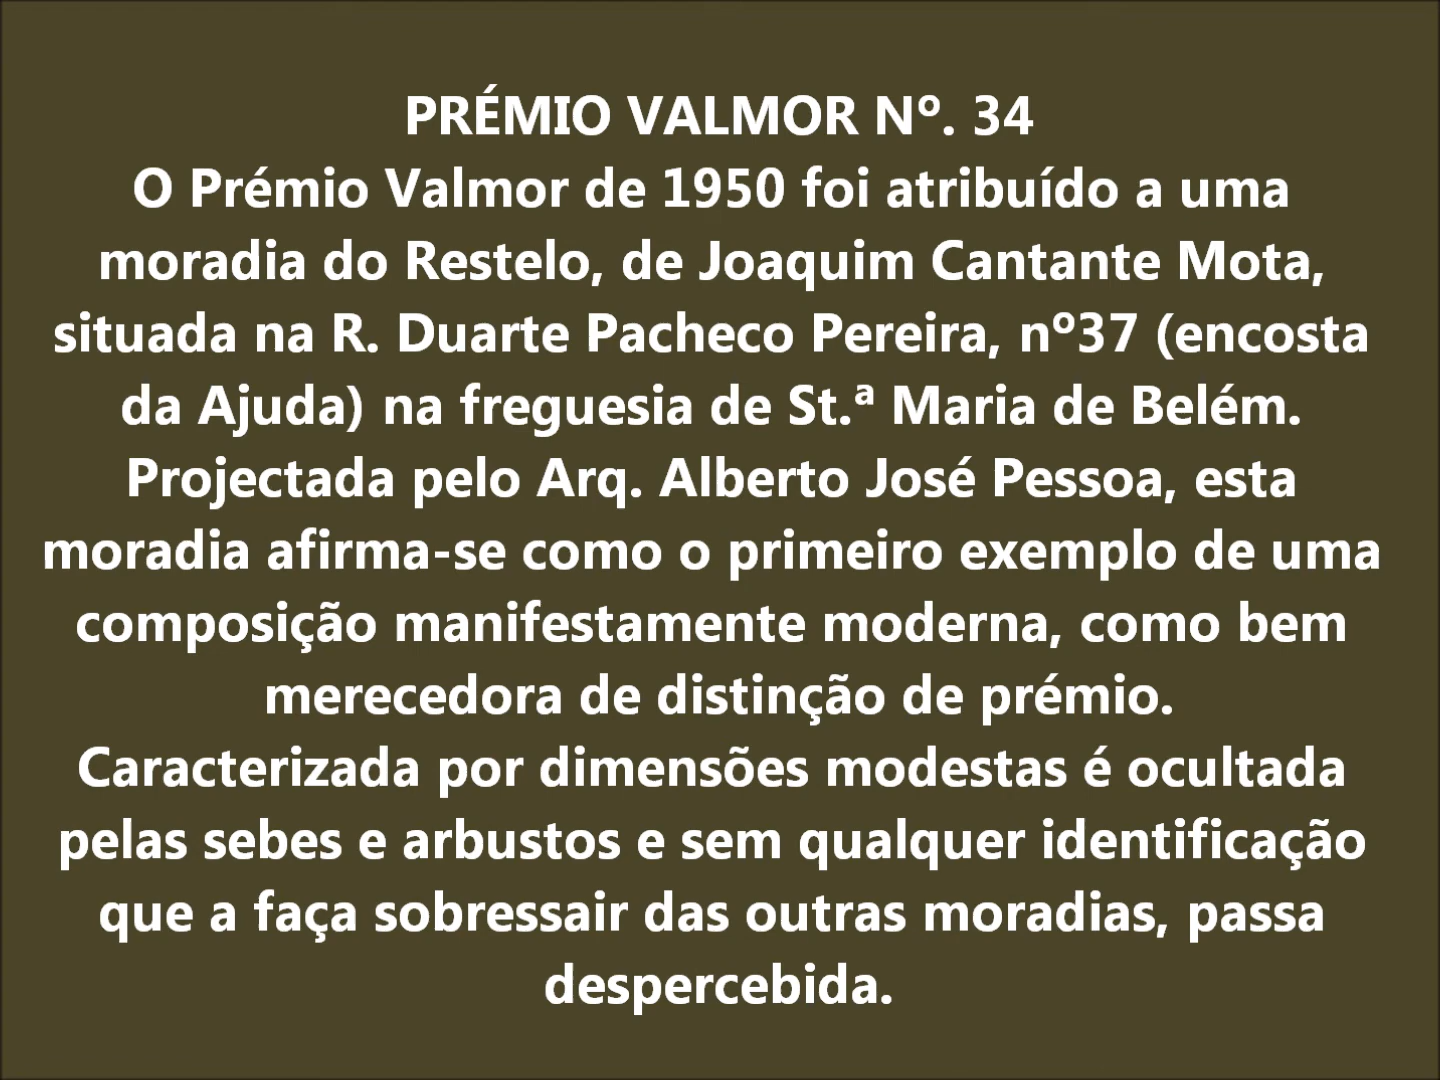 PRÉMIO VALMOR Nº. 34
O Prémio Valmor de 1950 foi atribuído a uma
moradia do Restelo, de Joaquim Cantante Mota,
situada na R. Duarte Pacheco Pereira, nº37 (encosta
da Ajuda) na freguesia de St.ª Maria de Belém.
Projectada pelo Arq. Alberto José Pessoa, esta
moradia afirma-se como o primeiro exemplo de uma
composição manifestamente moderna, como bem
merecedora de distinção de prémio.
Caracterizada por dimensões modestas é ocultada
pelas sebes e arbustos e sem qualquer identificação
que a faça sobressair das outras moradias, passa
despercebida.